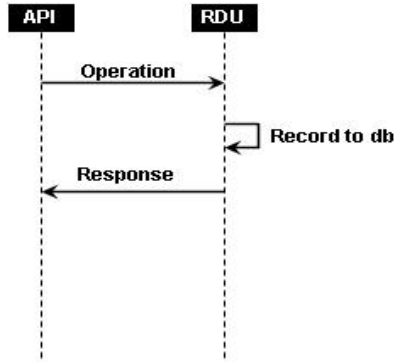 API RDU
Operation
Record to db
Response